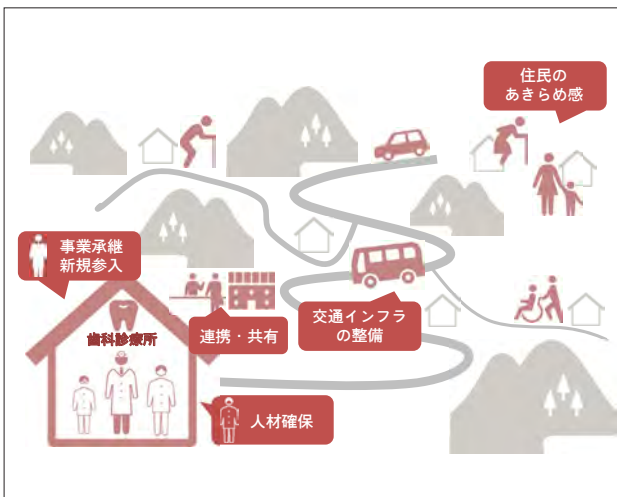 住民の
あきらめ感
事業承継
新規参入
歯科診療所
連携・共有
交通インフラ
の整備
人材確保